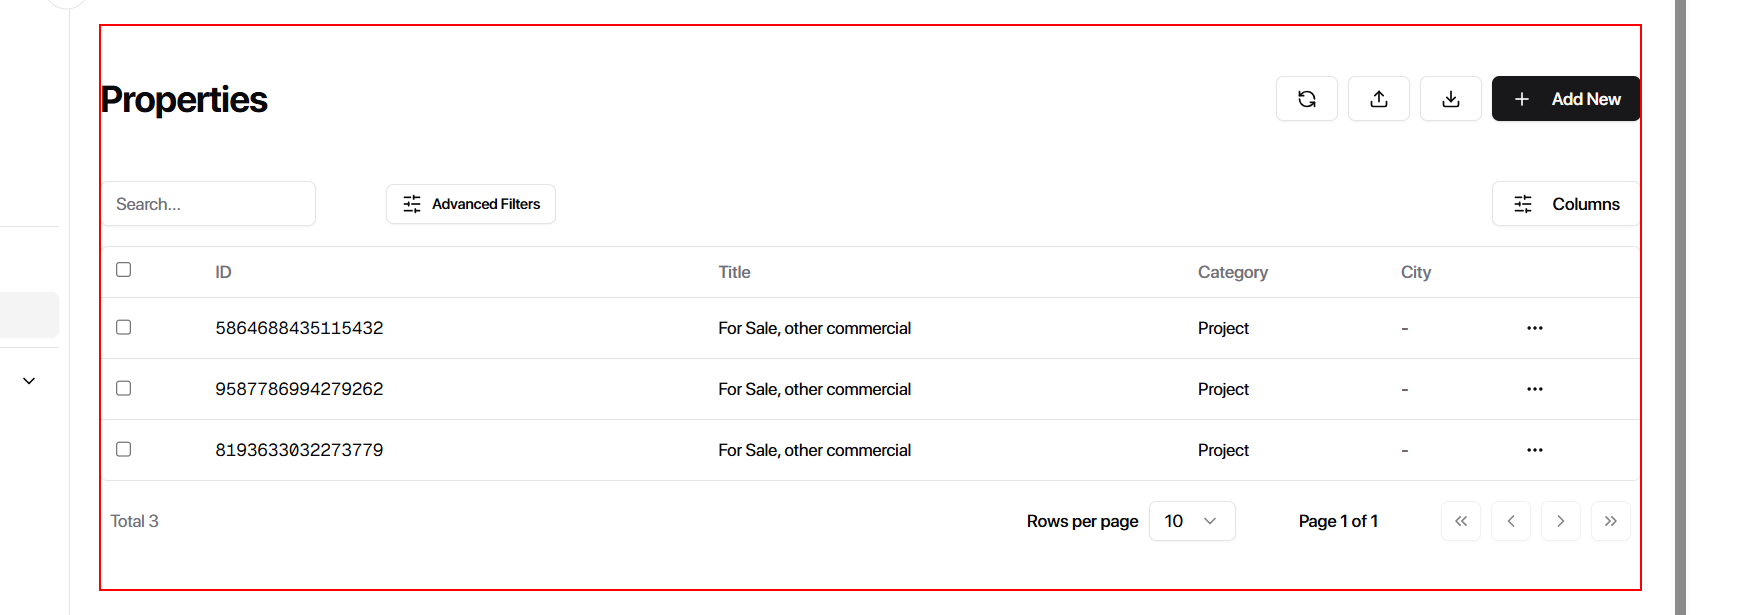 Properties
Add New
Search...
Advanced Filters
Columns
ID Title Category City
5864688435115432 For Sale, other commercial Project -
9587786994279262 For Sale, other commercial Project -
8193633032273779 For Sale, other commercial Project -
Total 3 Rows per page 10 Page 1 of 1